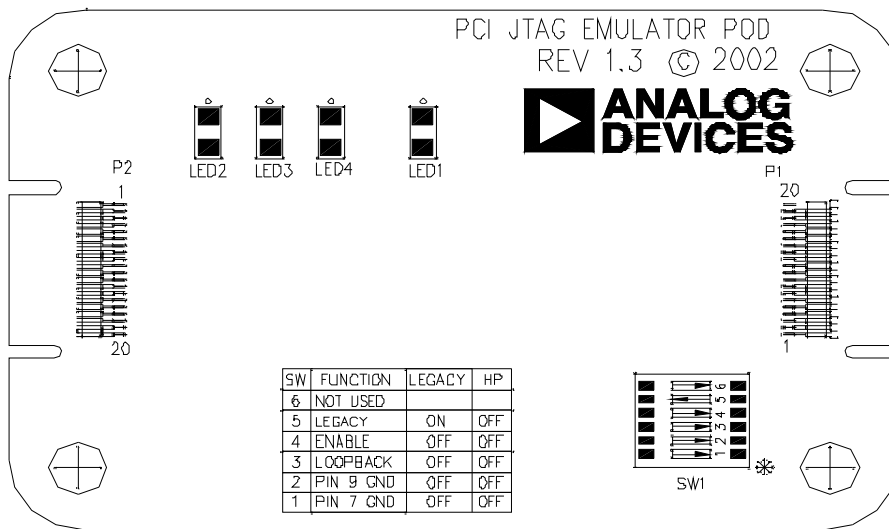 PCI JTAG EMULATOR POD
REV 1.3 © 2002
ANALOG
DEVICES
LED2 LED3 LED4 LED1
P2
1
20
P1
20
1
SW FUNCTION LEGACY HP
6 NOT USED
5 LEGACY ON OFF
4 ENABLE OFF OFF
3 LOOPBACK OFF OFF
2 PIN 9 GND OFF OFF
1 PIN 7 GND OFF OFF
6
5
4
3
2
1
SW1